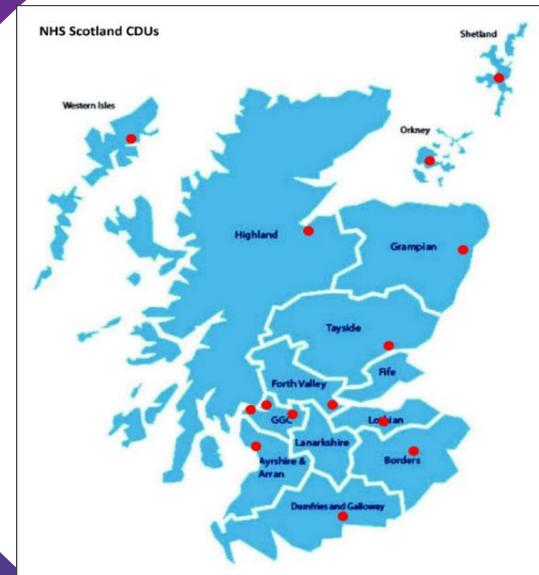 NHS Scotland CDUs
Shetland
Western Isles
Orkney
Highland
Grampian
Tayside
Fife
Forth Valley
GGC
Lothian
Lanarkshire
Ayrshire &
Arran
Borders
Dumfries and Galloway